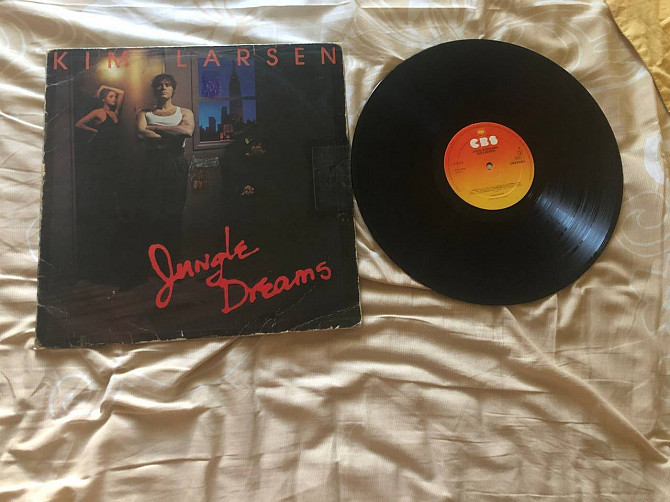 KIM LARSEN
Jungle
Dreams
CBS